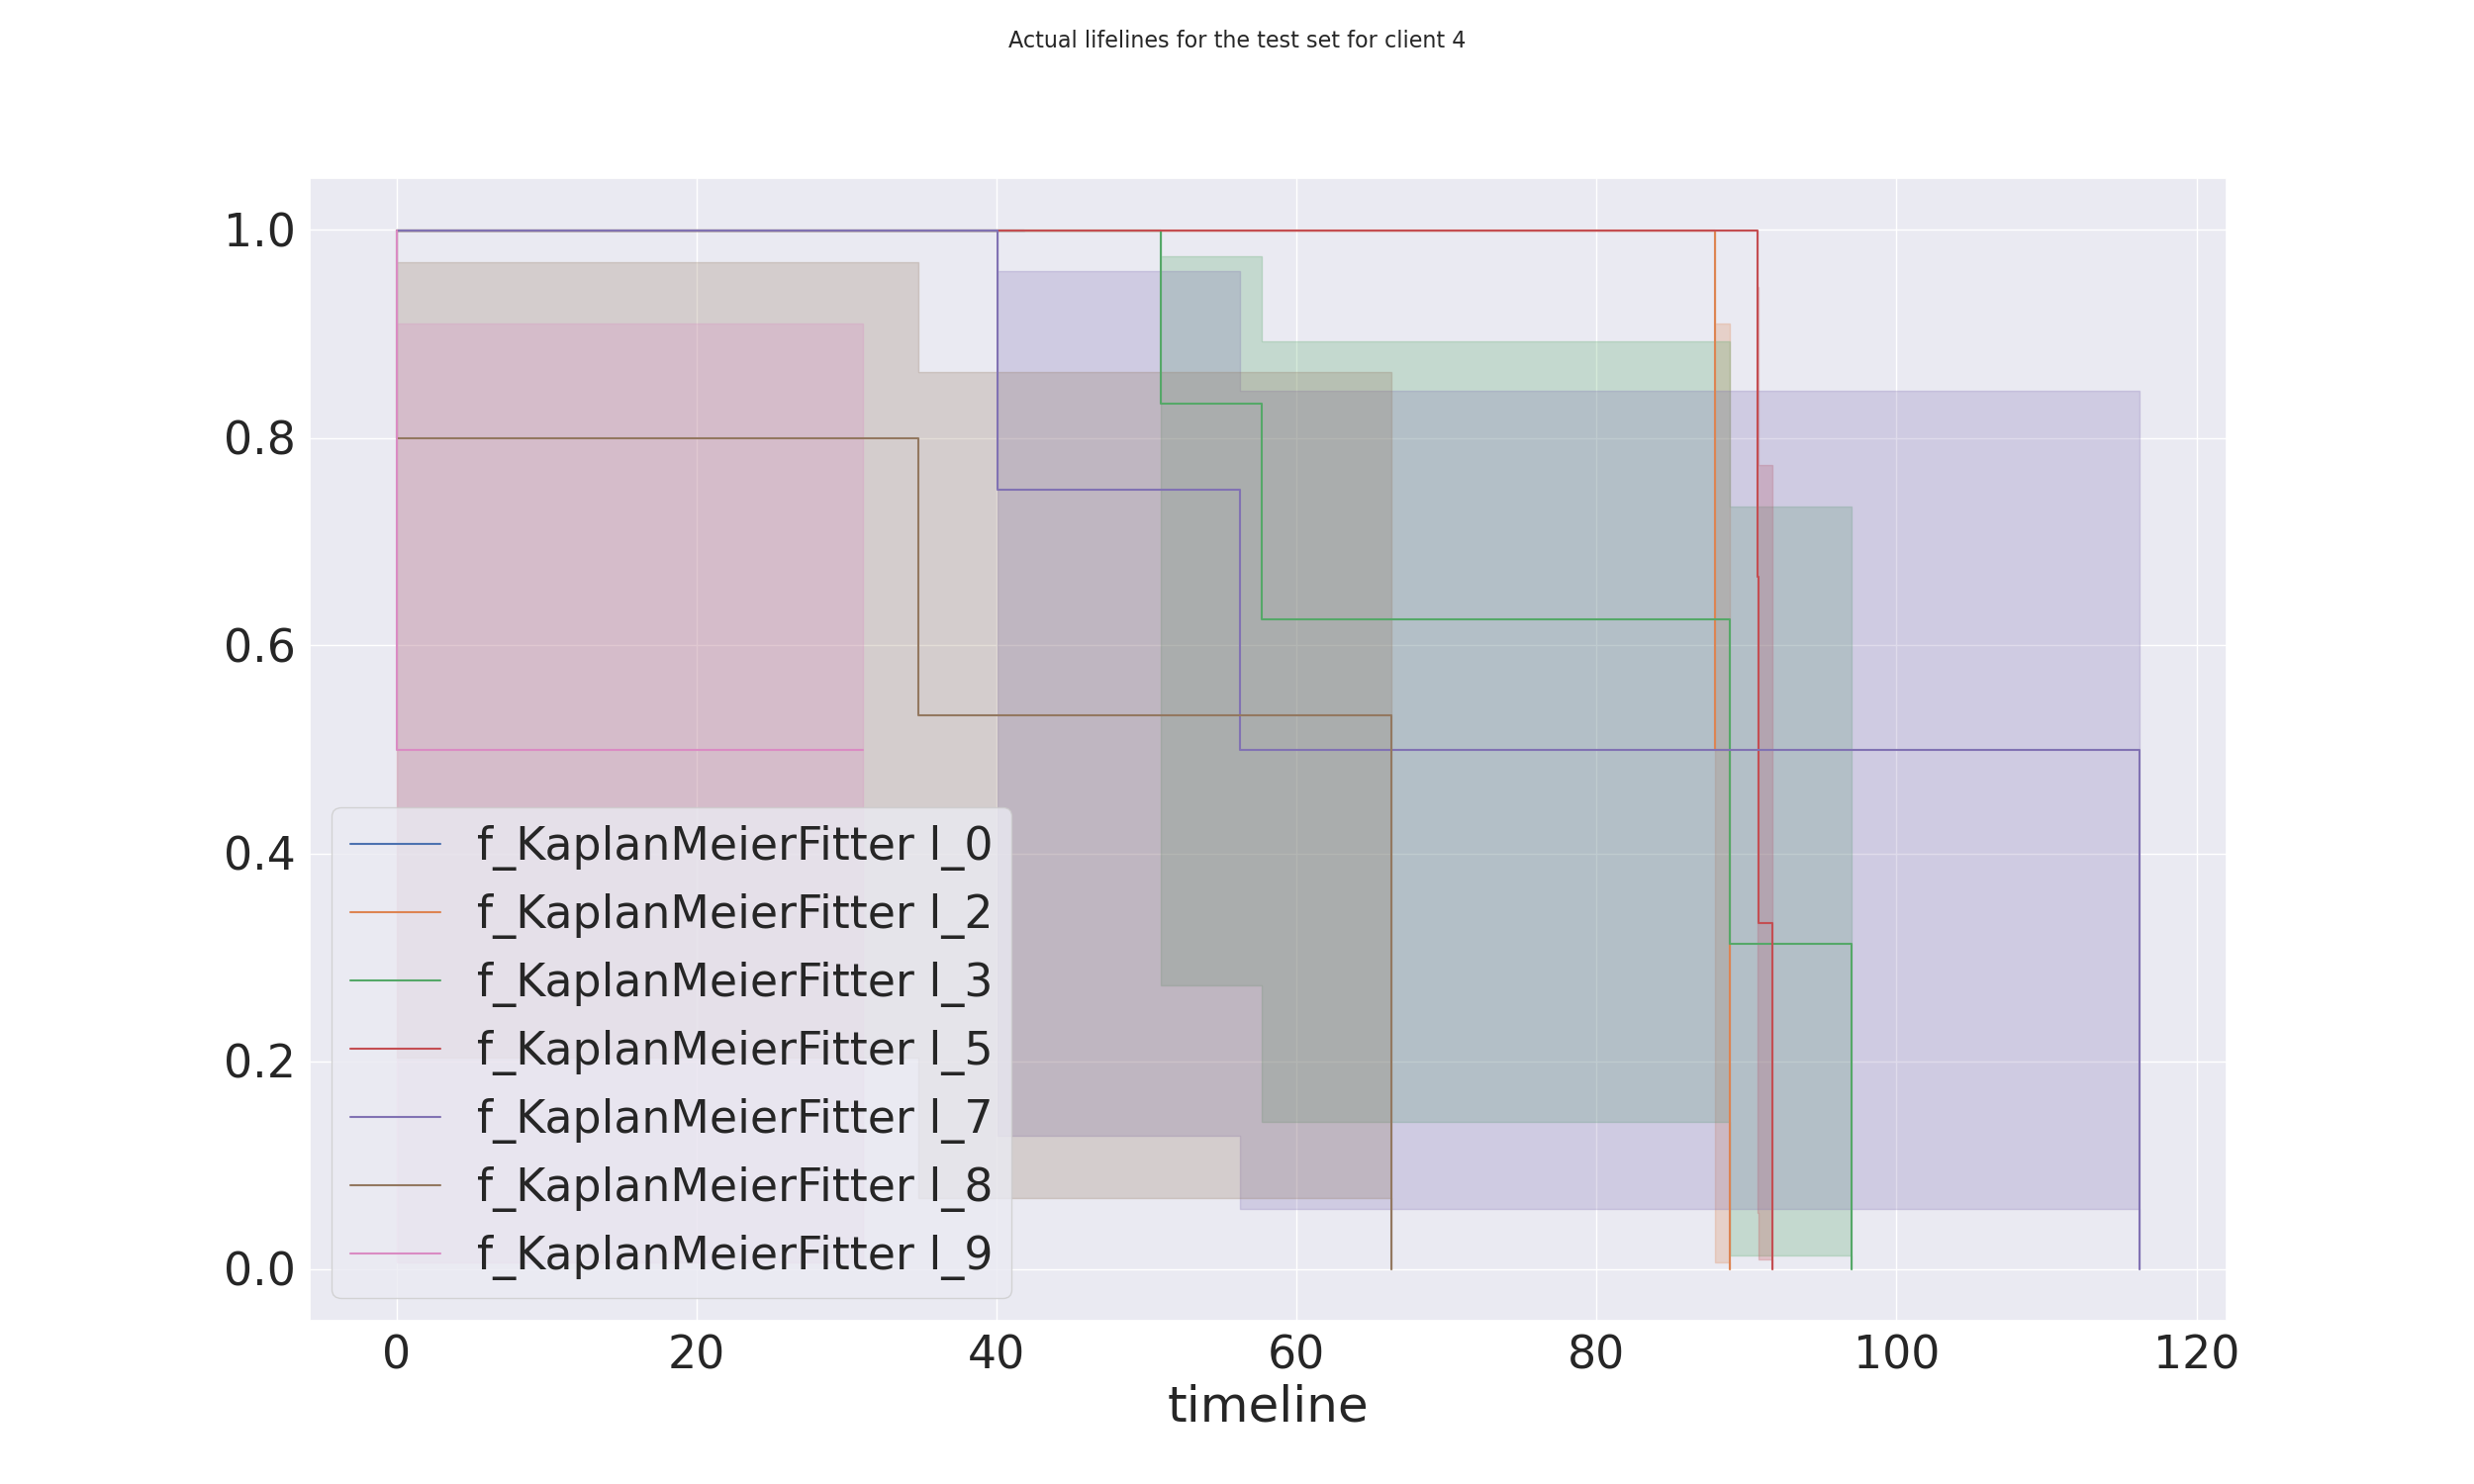 Actual lifelines for the test set for client 4
1.0
0.8
0.6
0.4
0.2
0.0
f_KaplanMeierFitter l_0
f_KaplanMeierFitter l_2
f_KaplanMeierFitter l_3
f_KaplanMeierFitter l_5
f_KaplanMeierFitter l_7
f_KaplanMeierFitter l_8
f_KaplanMeierFitter l_9
0 20 40 60 80 100 120
timeline